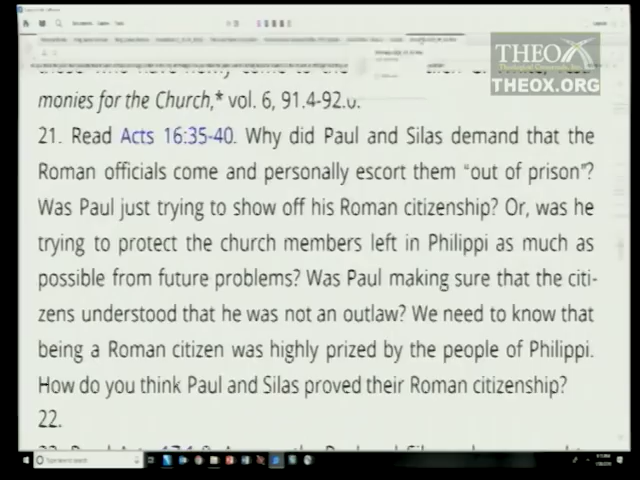 THEOX
THEOX.ORG
monies for the Church,* vol. 6, 91.4-92.0.
21. Read Acts 16:35-40. Why did Paul and Silas demand that the
Roman officials come and personally escort them "out of prison"?
Was Paul just trying to show off his Roman citizenship? Or, was he
trying to protect the church members left in Philippi as much as
possible from future problems? Was Paul making sure that the citi-
zens understood that he was not an outlaw? We need to know that
being a Roman citizen was highly prized by the people of Philippi.
How do you think Paul and Silas proved their Roman citizenship?
22.